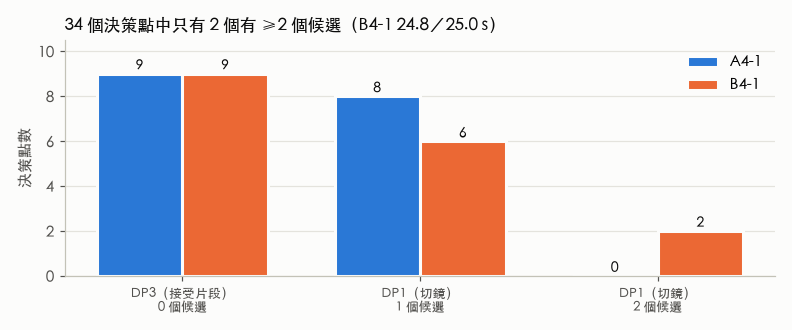 34 個決策點中只有 2 個有 ≥2 個候選（B4-1 24.8／25.0 s）
決策點數
10
8
6
4
2
0
9
9
8
6
0
2
A4-1
B4-1
DP3（接受片段）
0 個候選
DP1（切鏡）
1 個候選
DP1（切鏡）
2 個候選